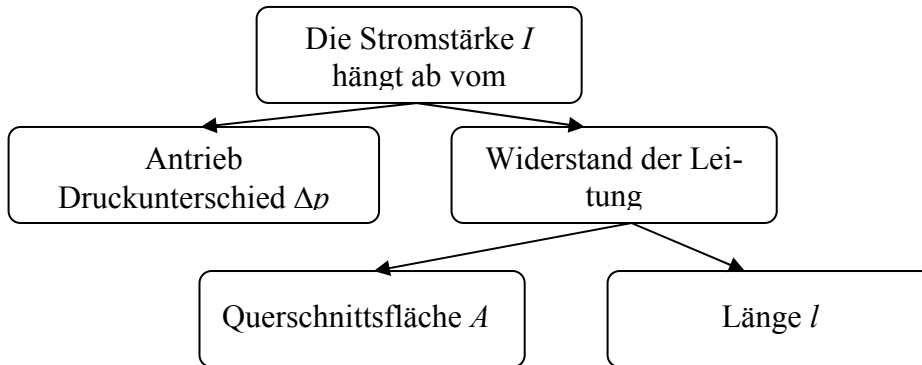 Die Stromstärke I
hängt ab vom
Antrieb
Druckunterschied Δp
Widerstand der Lei-
tung
Querschnittsfläche A
Länge l